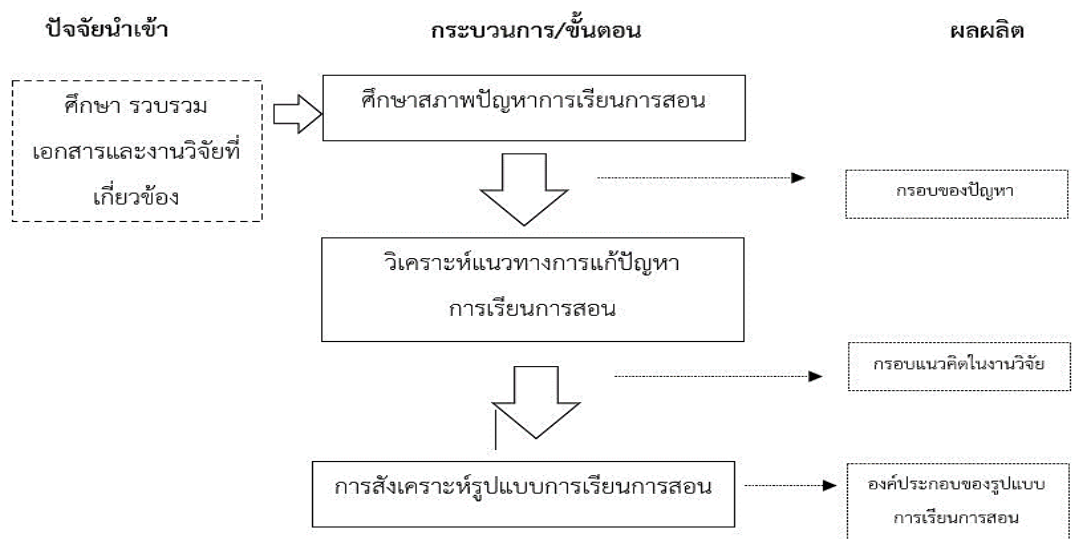 ปัจจัยนำเข้า
กระบวนการ/ขั้นตอน
ผลผลิต
ศึกษา รวบรวม
เอกสารและงานวิจัยที่
เกี่ยวข้อง
ศึกษาสภาพปัญหาการเรียนการสอน
กรอบของปัญหา
วิเคราะห์แนวทางการแก้ปัญหา
การเรียนการสอน
กรอบแนวคิดในงานวิจัย
การสังเคราะห์รูปแบบการเรียนการสอน
องค์ประกอบของรูปแบบ
การเรียนการสอน